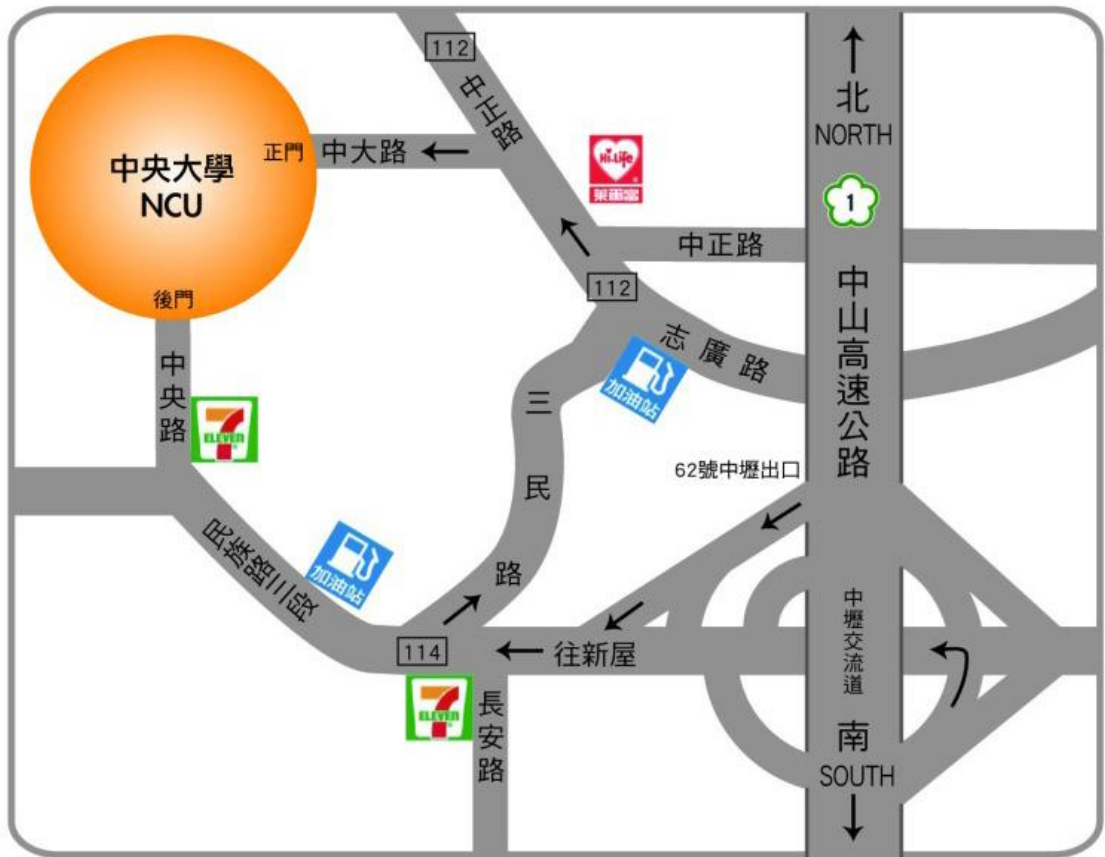 112
中正路
北
NORTH
正門
中大路
中央大學
NCU
Hi-Life
萊爾富
1
中正路
112
後門
中山高速公路
志廣路
加油站
中央路
三民路
7
ELEVEN
62號中壢出口
民族路三段
加油站
中壢交流道
114
往新屋
7
ELEVEN
長安路
南
SOUTH